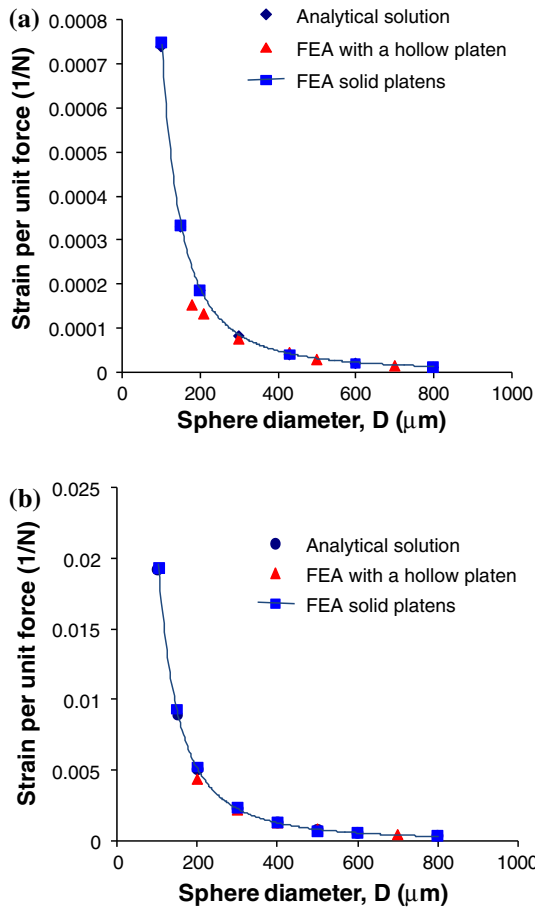 (a)
Analytical solution
FEA with a hollow platen
FEA solid platens
Strain per unit force (1/N)
0.0008
0.0007
0.0006
0.0005
0.0004
0.0003
0.0002
0.0001
0
0 200 400 600 800 1000
Sphere diameter, D (μm)
(b)
Analytical solution
FEA with a hollow platen
FEA solid platens
Strain per unit force (1/N)
0.025
0.02
0.015
0.01
0.005
0
0 200 400 600 800 1000
Sphere diameter, D (μm)